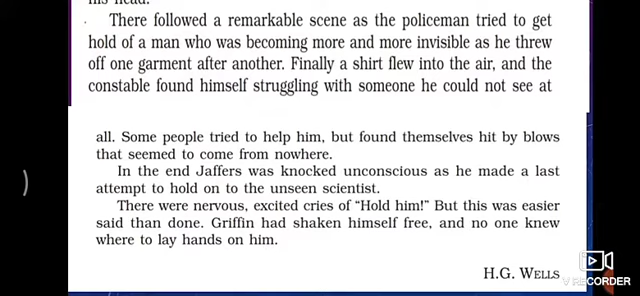 his head.
There followed a remarkable scene as the policeman tried to get
hold of a man who was becoming more and more invisible as he threw
off one garment after another. Finally a shirt flew into the air, and the
constable found himself struggling with someone he could not see at
all. Some people tried to help him, but found themselves hit by blows
that seemed to come from nowhere.
In the end Jaffers was knocked unconscious as he made a last
attempt to hold on to the unseen scientist.
There were nervous, excited cries of “Hold him!” But this was easier
said than done. Griffin had shaken himself free, and no one knew
where to lay hands on him.
H.G. WELLS
V RECORDER